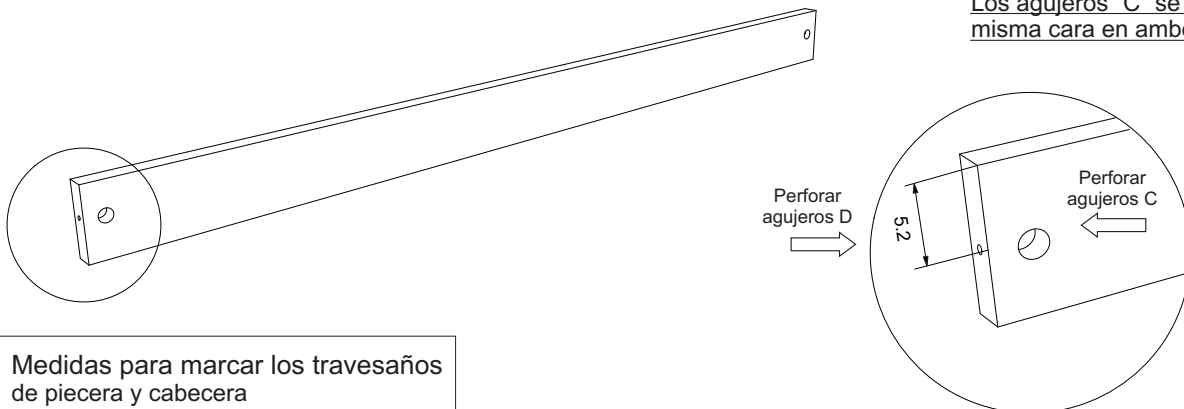 Los agujeros "C" se
misma cara en
Perforar
agujeros D
Perforar
agujeros C
5.2
Medidas para marcar los travesaños
de piecera y cabecera